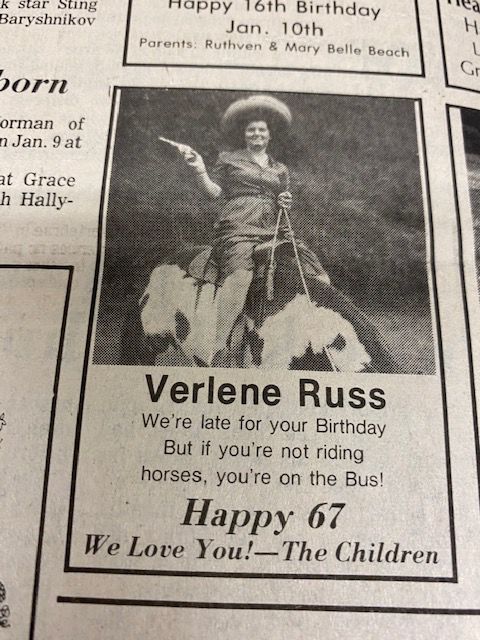 k star Sting
Baryshnikov
born
orman of
n Jan. 9 at
at Grace
h Hally-
Happy 16th Birthday
Jan. 10th
Parents: Ruthven & Mary Belle Beach
Verlene Russ
We're late for your Birthday
But if you're not riding
horses, you're on the Bus!
Happy 67
We Love You!—The Children